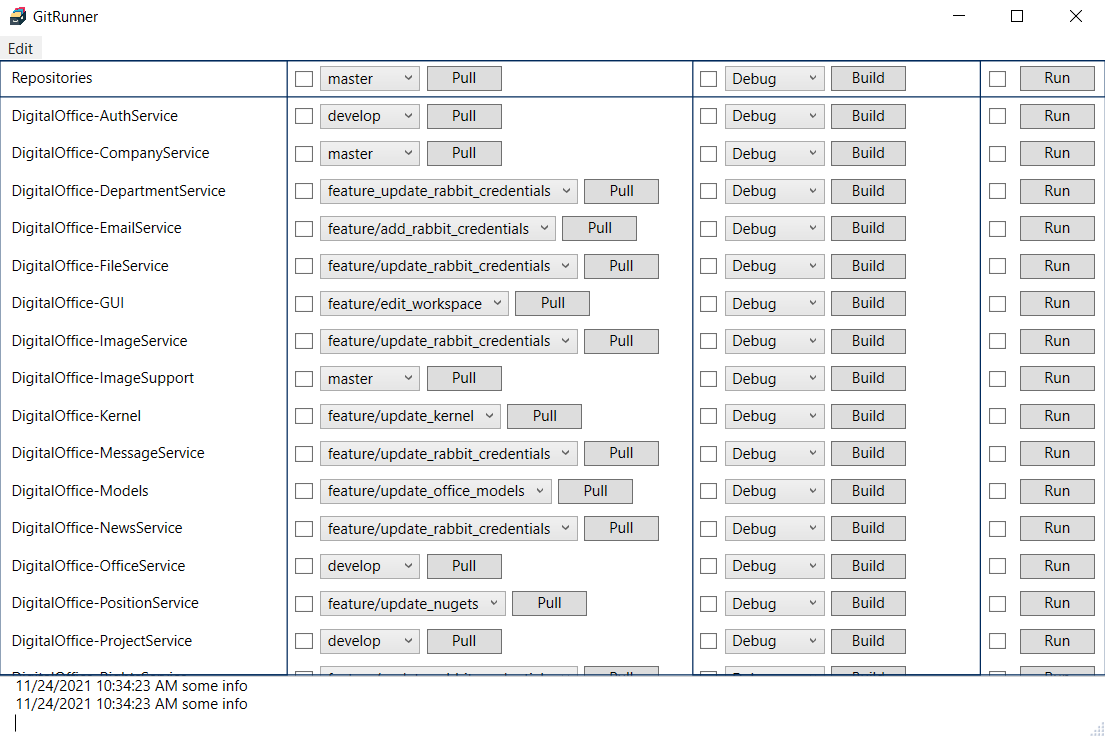 GitRunner
Edit
Repositories master Pull Debug Build Run
DigitalOffice-AuthService develop Pull Debug Build Run
DigitalOffice-CompanyService master Pull Debug Build Run
DigitalOffice-DepartmentService feature_update_rabbit_credentials Pull Debug Build Run
DigitalOffice-EmailService feature/add_rabbit_credentials Pull Debug Build Run
DigitalOffice-FileService feature/update_rabbit_credentials Pull Debug Build Run
DigitalOffice-GUI feature/edit_workspace Pull Debug Build Run
DigitalOffice-ImageService feature/update_rabbit_credentials Pull Debug Build Run
DigitalOffice-ImageSupport master Pull Debug Build Run
DigitalOffice-Kernel feature/update_kernel Pull Debug Build Run
DigitalOffice-MessageService feature/update_rabbit_credentials Pull Debug Build Run
DigitalOffice-Models feature/update_office_models Pull Debug Build Run
DigitalOffice-NewsService feature/update_rabbit_credentials Pull Debug Build Run
DigitalOffice-OfficeService develop Pull Debug Build Run
DigitalOffice-PositionService feature/update_nugets Pull Debug Build Run
DigitalOffice-ProjectService develop Pull Debug Build Run
11/24/2021 10:34:23 AM some info
11/24/2021 10:34:23 AM some info